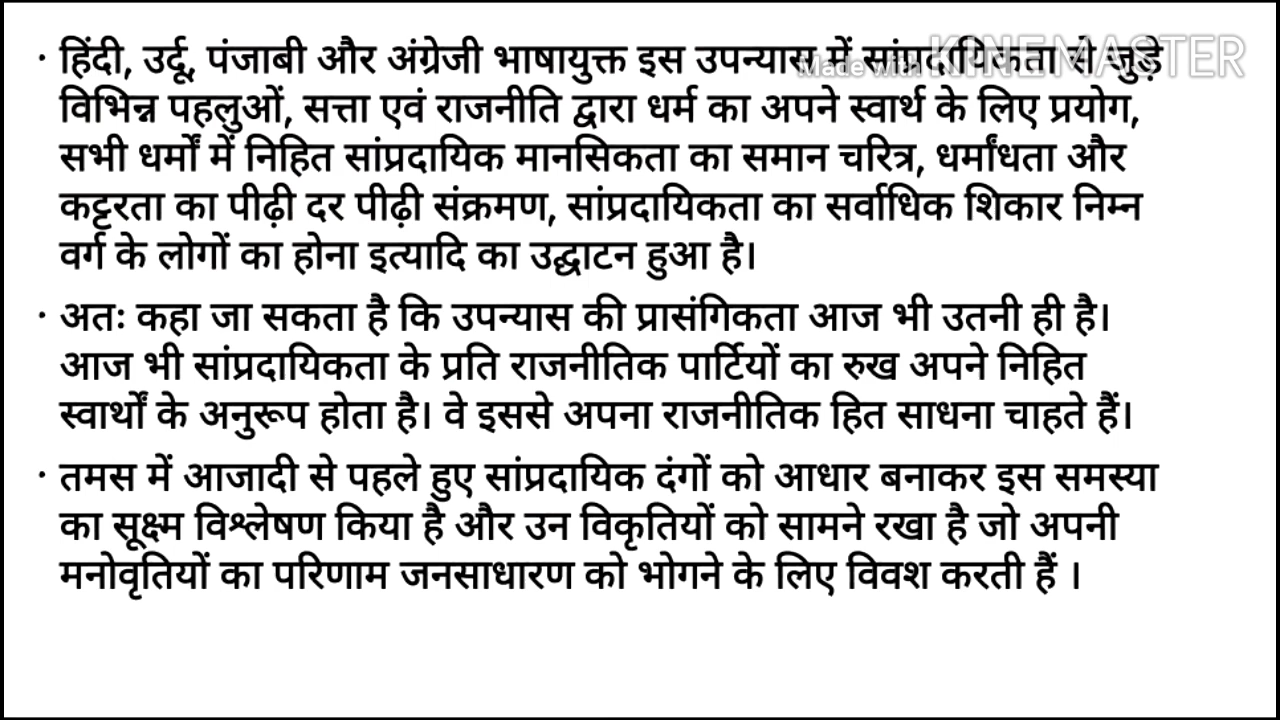 · हिंदी, उर्दू, पंजाबी और अंग्रेजी भाषायुक्त इस उपन्यास में सांप्रदायिकता से जुड़े
Made with KINEMASTER
विभिन्न पहलुओं, सत्ता एवं राजनीति द्वारा धर्म का अपने स्वार्थ के लिए प्रयोग,
सभी धर्मों में निहित सांप्रदायिक मानसिकता का समान चरित्र, धर्मांधता और
कट्टरता का पीढ़ी दर पीढ़ी संक्रमण, सांप्रदायिकता का सर्वाधिक शिकार निम्न
वर्ग के लोगों का होना इत्यादि का उद्घाटन हुआ है।
· अतः कहा जा सकता है कि उपन्यास की प्रासंगिकता आज भी उतनी ही है।
आज भी सांप्रदायिकता के प्रति राजनीतिक पार्टियों का रुख अपने निहित
स्वार्थों के अनुरूप होता है। वे इससे अपना राजनीतिक हित साधना चाहते हैं।
· तमस में आजादी से पहले हुए सांप्रदायिक दंगों को आधार बनाकर इस समस्या
का सूक्ष्म विश्लेषण किया है और उन विकृतियों को सामने रखा है जो अपनी
मनोवृतियों का परिणाम जनसाधारण को भोगने के लिए विवश करती हैं ।